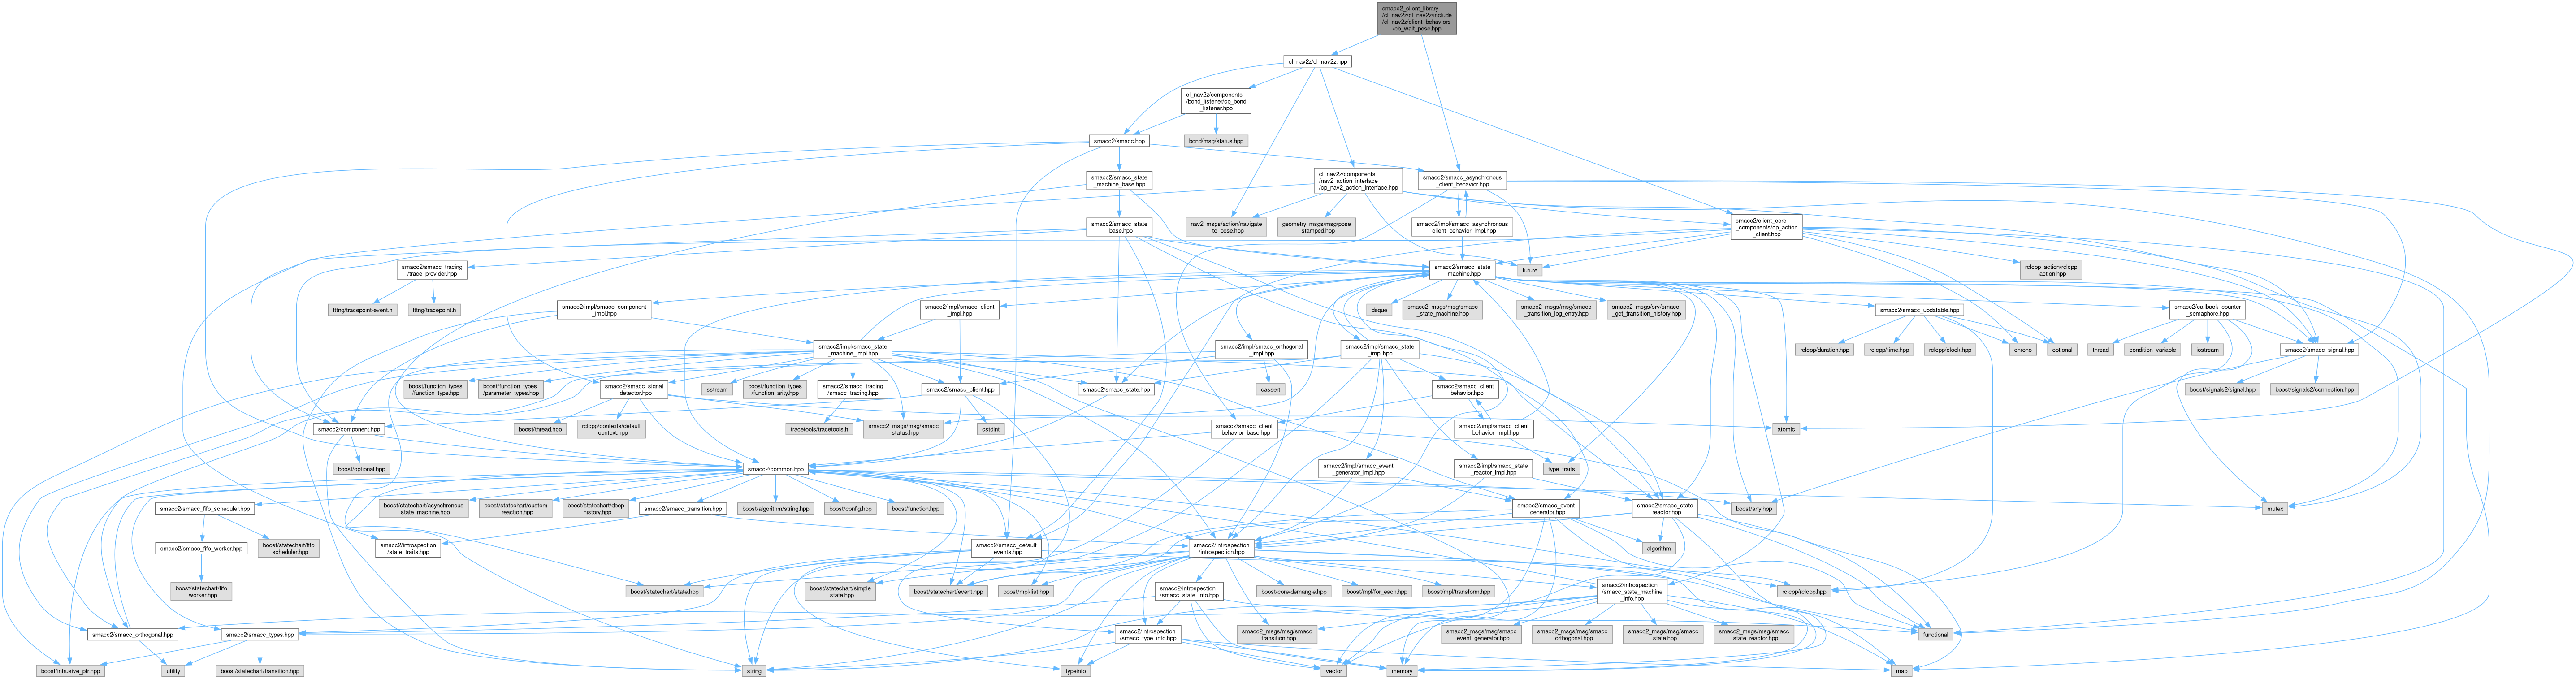 smacc2_client_library
/cl_nav2z/cl_nav2z/include
/cl_nav2z/client_behaviors
/cb_wait_pose.hpp
cl_nav2z/cl_nav2z.hpp
cl_nav2z/components
/bond_listener/cp_bond
_listener.hpp
smacc2/smacc.hpp
bond/msg/status.hpp
smacc2/smacc_state
_machine_base.hpp
cl_nav2z/components
/nav2_action_interface
/cp_nav2_action_interface.hpp
smacc2/smacc_asynchronous
_client_behavior.hpp
smacc2/smacc_state
_base.hpp
nav2_msgs/action/navigate
_to_pose.hpp
geometry_msgs/msg/pose
_stamped.hpp
smacc2/impl/smacc_asynchronous
_client_behavior_impl.hpp
smacc2/client_core
_components/cp_action
_client.hpp
smacc2/smacc_tracing
/trace_provider.hpp
smacc2/smacc_state
_machine.hpp
future
rclcpp_action/rclcpp
_action.hpp
lttng/tracepoint-event.h
lttng/tracepoint.h
smacc2/impl/smacc_component
_impl.hpp
smacc2/impl/smacc_client
_impl.hpp
deque
smacc2_msgs/msg/smacc
_state_machine.hpp
smacc2_msgs/msg/smacc
_transition_log_entry.hpp
smacc2_msgs/srv/smacc
_get_transition_history.hpp
smacc2/smacc_updatable.hpp
smacc2/callback_counter
_semaphore.hpp
smacc2/impl/smacc_state
_machine_impl.hpp
smacc2/impl/smacc_orthogonal
_impl.hpp
smacc2/impl/smacc_state
_impl.hpp
rclcpp/duration.hpp
rclcpp/time.hpp
rclcpp/clock.hpp
chrono
optional
thread
condition_variable
iostream
smacc2/smacc_signal.hpp
boost/function_types
/function_type.hpp
boost/function_types
/parameter_types.hpp
smacc2/smacc_signal
_detector.hpp
sstream
boost/function_types
/function_arity.hpp
smacc2/smacc_tracing
/smacc_tracing.hpp
smacc2/smacc_client.hpp
cassert
smacc2/smacc_state.hpp
smacc2/smacc_client
_behavior.hpp
boost/signals2/signal.hpp
boost/signals2/connection.hpp
smacc2/component.hpp
boost/thread.hpp
rclcpp/contexts/default
_context.hpp
tracetools/tracetools.h
smacc2_msgs/msg/smacc
_status.hpp
cstdint
smacc2/smacc_client
_behavior_base.hpp
smacc2/impl/smacc_client
_behavior_impl.hpp
atomic
boost/optional.hpp
smacc2/common.hpp
smacc2/impl/smacc_event
_generator_impl.hpp
smacc2/impl/smacc_state
_reactor_impl.hpp
type_traits
smacc2/smacc_fifo_scheduler.hpp
boost/statechart/asynchronous
_state_machine.hpp
boost/statechart/custom
_reaction.hpp
boost/statechart/deep
_history.hpp
smacc2/smacc_transition.hpp
boost/algorithm/string.hpp
boost/config.hpp
boost/function.hpp
smacc2/smacc_event
_generator.hpp
smacc2/smacc_state
_reactor.hpp
boost/any.hpp
mutex
smacc2/smacc_fifo_worker.hpp
boost/statechart/fifo
_scheduler.hpp
smacc2/introspection
/state_traits.hpp
smacc2/smacc_default
_events.hpp
smacc2/introspection
/introspection.hpp
algorithm
boost/statechart/fifo
_worker.hpp
boost/statechart/state.hpp
boost/statechart/simple
_state.hpp
boost/statechart/event.hpp
boost/mpl/list.hpp
smacc2/introspection
/smacc_state_info.hpp
boost/core/demangle.hpp
boost/mpl/for_each.hpp
boost/mpl/transform.hpp
smacc2/introspection
/smacc_state_machine
_info.hpp
rclcpp/rclcpp.hpp
smacc2/smacc_orthogonal.hpp
smacc2/smacc_types.hpp
smacc2/introspection
/smacc_type_info.hpp
smacc2_msgs/msg/smacc
_transition.hpp
smacc2_msgs/msg/smacc
_event_generator.hpp
smacc2_msgs/msg/smacc
_orthogonal.hpp
smacc2_msgs/msg/smacc
_state.hpp
smacc2_msgs/msg/smacc
_state_reactor.hpp
functional
boost/intrusive_ptr.hpp
utility
boost/statechart/transition.hpp
string
typeinfo
vector
memory
map